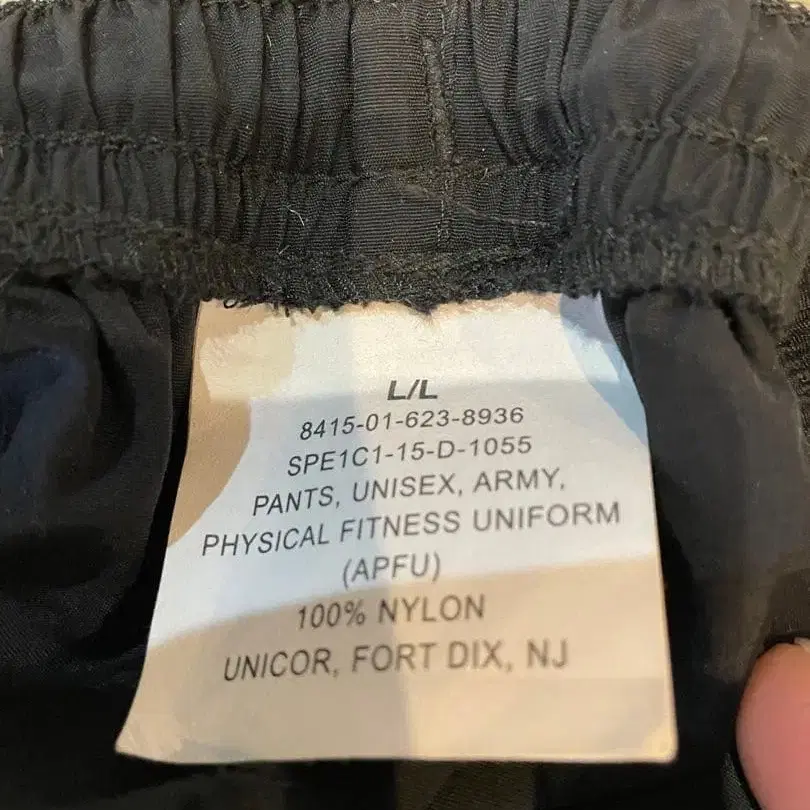 L/L
8415-01-623-8936
SPE1C1-15-D-1055
PANTS, UNISEX, ARMY,
PHYSICAL FITNESS UNIFORM
(APFU)
100% NYLON
UNICOR, FORT DIX, NJ